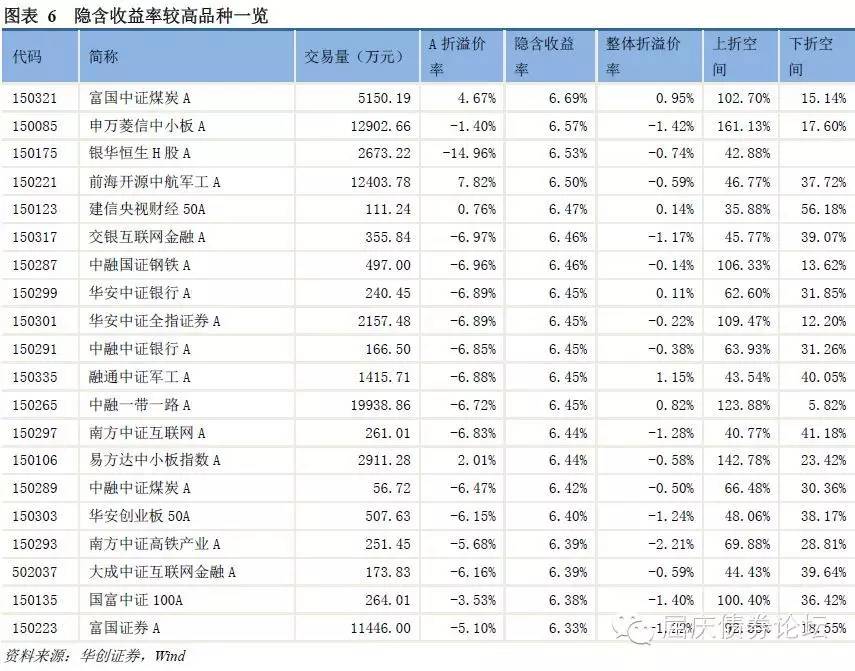 图表 6 隐含收益率较高品种一览
代码 简称 交易量（万元） A 折溢价率 隐含收益率 整体折溢价率 上折空间 下折空间
150321 富国中证煤炭 A 5150.19 4.67% 6.69% 0.95% 102.70% 15.14%
150085 申万菱信中小板 A 12902.66 -1.40% 6.57% -1.42% 161.13% 17.60%
150175 银华恒生 H 股 A 2673.22 -14.96% 6.53% -0.74% 42.88%
150221 前海开源中航军工 A 12403.78 7.82% 6.50% -0.59% 46.77% 37.72%
150123 建信央视财经 50A 111.24 0.76% 6.47% 0.14% 35.88% 56.18%
150317 交银互联网金融 A 355.84 -6.97% 6.46% -1.17% 45.77% 39.07%
150287 中融国证钢铁 A 497.00 -6.96% 6.46% -0.14% 106.33% 13.62%
150299 华安中证银行 A 240.45 -6.89% 6.45% 0.11% 62.60% 31.85%
150301 华安中证全指证券 A 2157.48 -6.89% 6.45% -0.22% 109.47% 12.20%
150291 中融中证银行 A 166.50 -6.85% 6.45% -0.38% 63.93% 31.26%
150335 融通中证军工 A 1415.71 -6.88% 6.45% 1.15% 43.54% 40.05%
150265 中融一带一路 A 19938.86 -6.72% 6.45% 0.82% 123.88% 5.82%
150297 南方中证互联网 A 261.01 -6.83% 6.44% -1.28% 40.77% 41.18%
150106 易方达中小板指数 A 2911.28 2.01% 6.44% -0.58% 142.78% 23.42%
150289 中融中证煤炭 A 56.72 -6.47% 6.42% -0.50% 66.48% 30.36%
150303 华安创业板 50A 507.63 -6.15% 6.40% -1.24% 48.06% 38.17%
150293 南方中证高铁产业 A 251.45 -5.68% 6.39% -2.21% 69.88% 28.81%
502037 大成中证互联网金融 A 173.83 -6.16% 6.39% -0.59% 44.43% 39.64%
150135 国富中证 100A 264.01 -3.53% 6.38% -1.40% 100.40% 36.42%
150223 富国证券 A 11446.00 -5.10% 6.33%
屈庆债券论坛
资料来源：华创证券，Wind